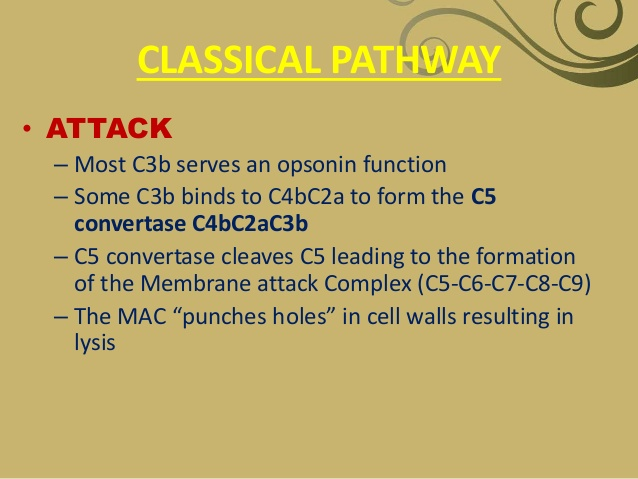 CLASSICAL PATHWAY
• ATTACK
– Most C3b serves an opsonin function
– Some C3b binds to C4bC2a to form the C5
convertase C4bC2aC3b
– C5 convertase cleaves C5 leading to the formation
of the Membrane attack Complex (C5-C6-C7-C8-C9)
– The MAC “punches holes” in cell walls resulting in
lysis